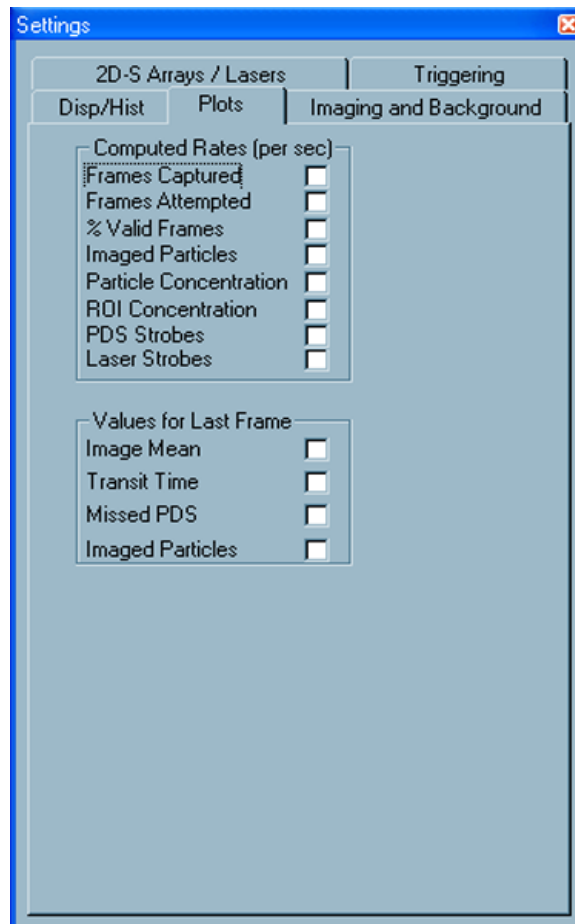 Settings
2D-S Arrays / Lasers
Triggering
Disp/Hist
Plots
Imaging and Background
Computed Rates (per sec)
Frames Captured
Frames Attempted
% Valid Frames
Imaged Particles
Particle Concentration
ROI Concentration
PDS Strobes
Laser Strobes
Values for Last Frame
Image Mean
Transit Time
Missed PDS
Imaged Particles